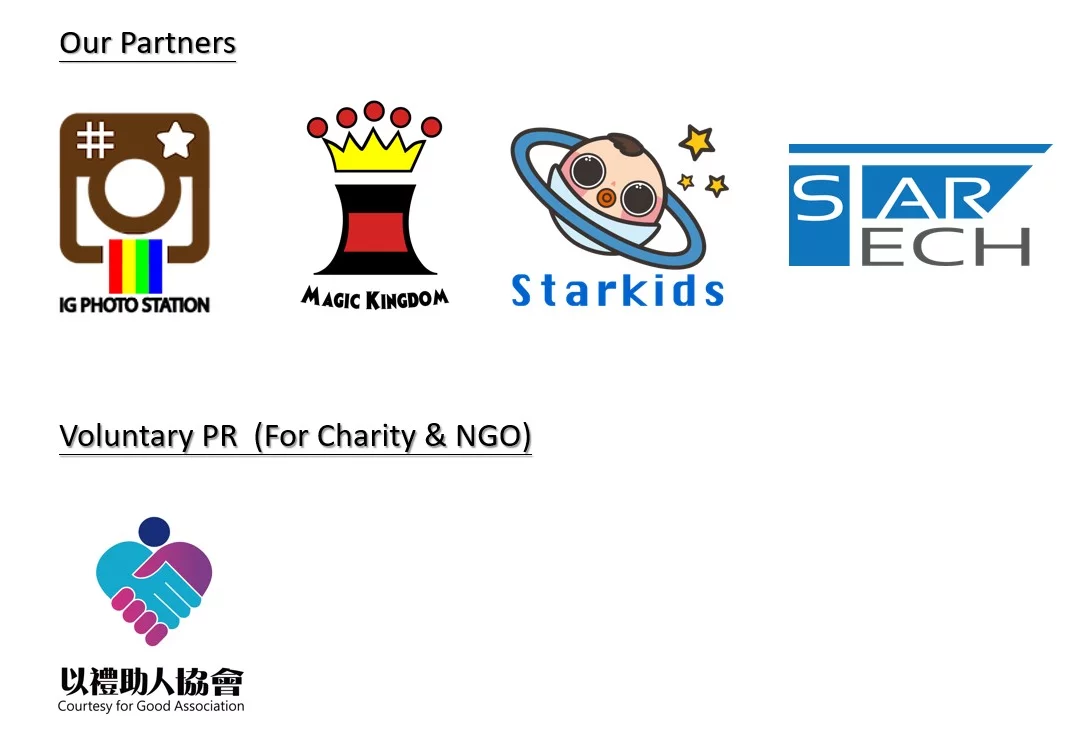 Our Partners
#
IG PHOTO STATION
MAGIC KINGDOM
Starkids
STAR
ECH
Voluntary PR  (For Charity & NGO)
以禮助人協會
Courtesy for Good Association